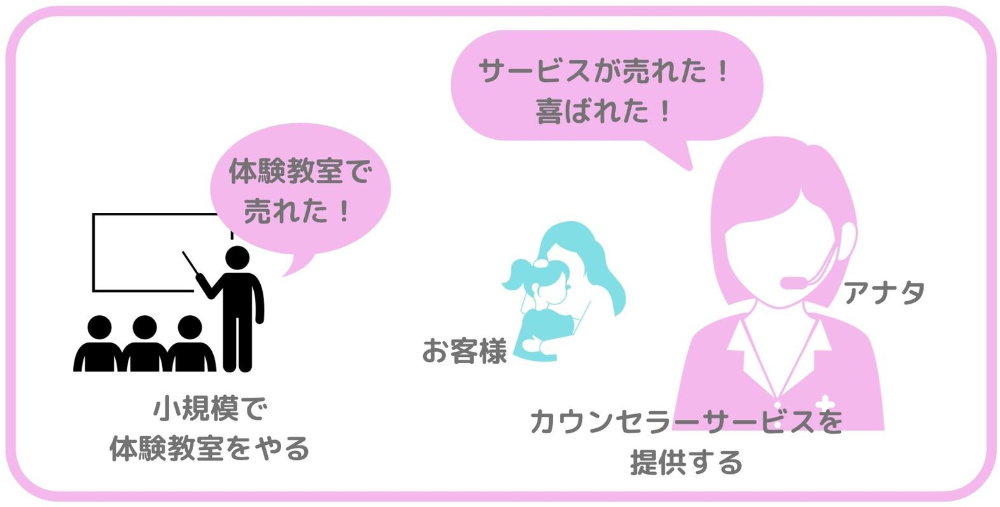 体験教室で
売れた！
小規模で
体験教室をやる
サービスが売れた！
喜ばれた！
お客様
アナタ
カウンセラーサービスを
提供する